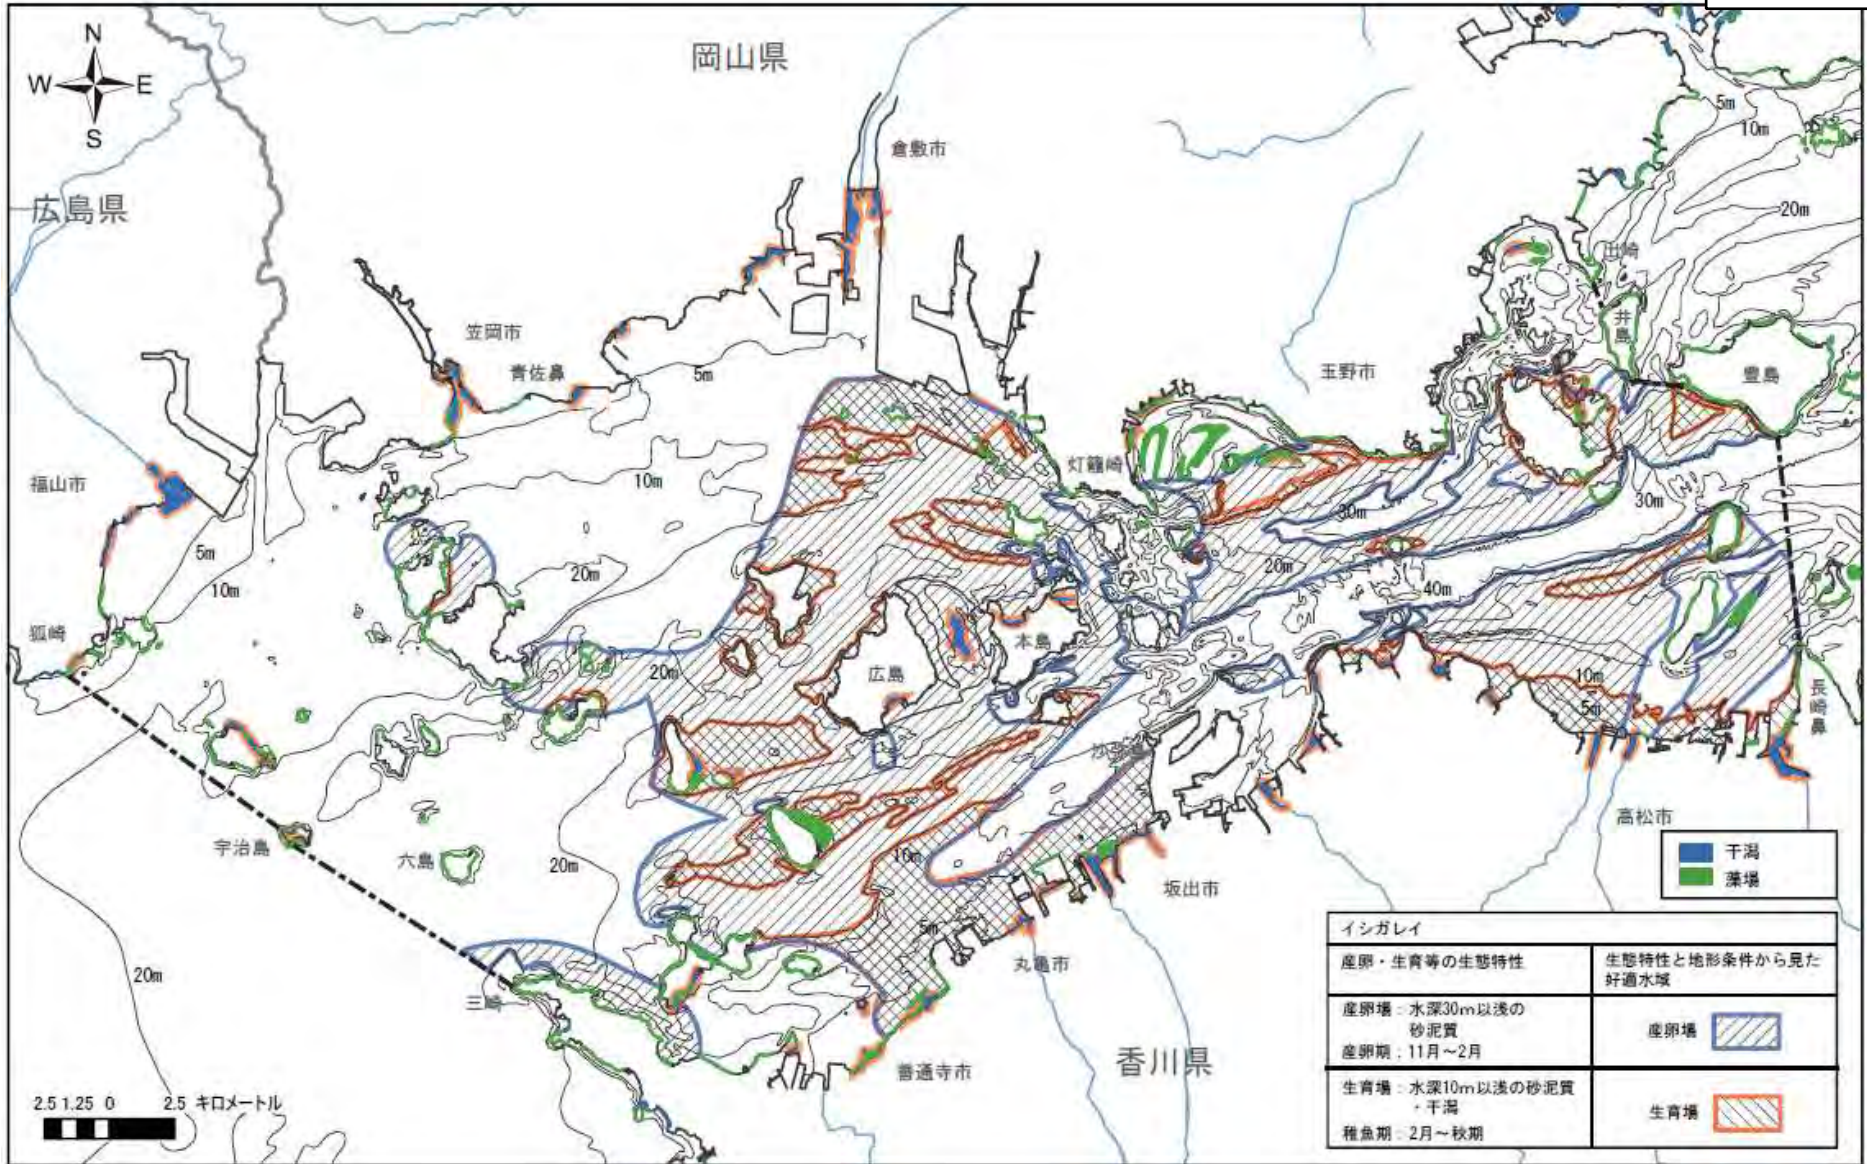 N
W E
S
岡山県
倉敷市
広島県
5m
10m
20m
出崎
井島
豊島
笠岡市
青佐鼻
5m
玉野市
福山市
10m
灯籠崎
30m
30m
5m
10m
20m
20m
40m
狐崎
本島
広島
20m
10m
5m
長崎鼻
沙弥島
高松市
宇治島
六島
20m
10m
坂出市
5m
丸亀市
20m
三崎
善通寺市
香川県
干潟
藻場
イシガレイ
産卵・生育等の生態特性
生態特性と地形条件から見た
好適水域
産卵場：水深30m以浅の
砂泥質
産卵期：11月～2月
産卵場
生育場：水深10m以浅の砂泥質
・干潟
稚魚期：2月～秋期
生育場
2.5 1.25 0 2.5 キロメートル